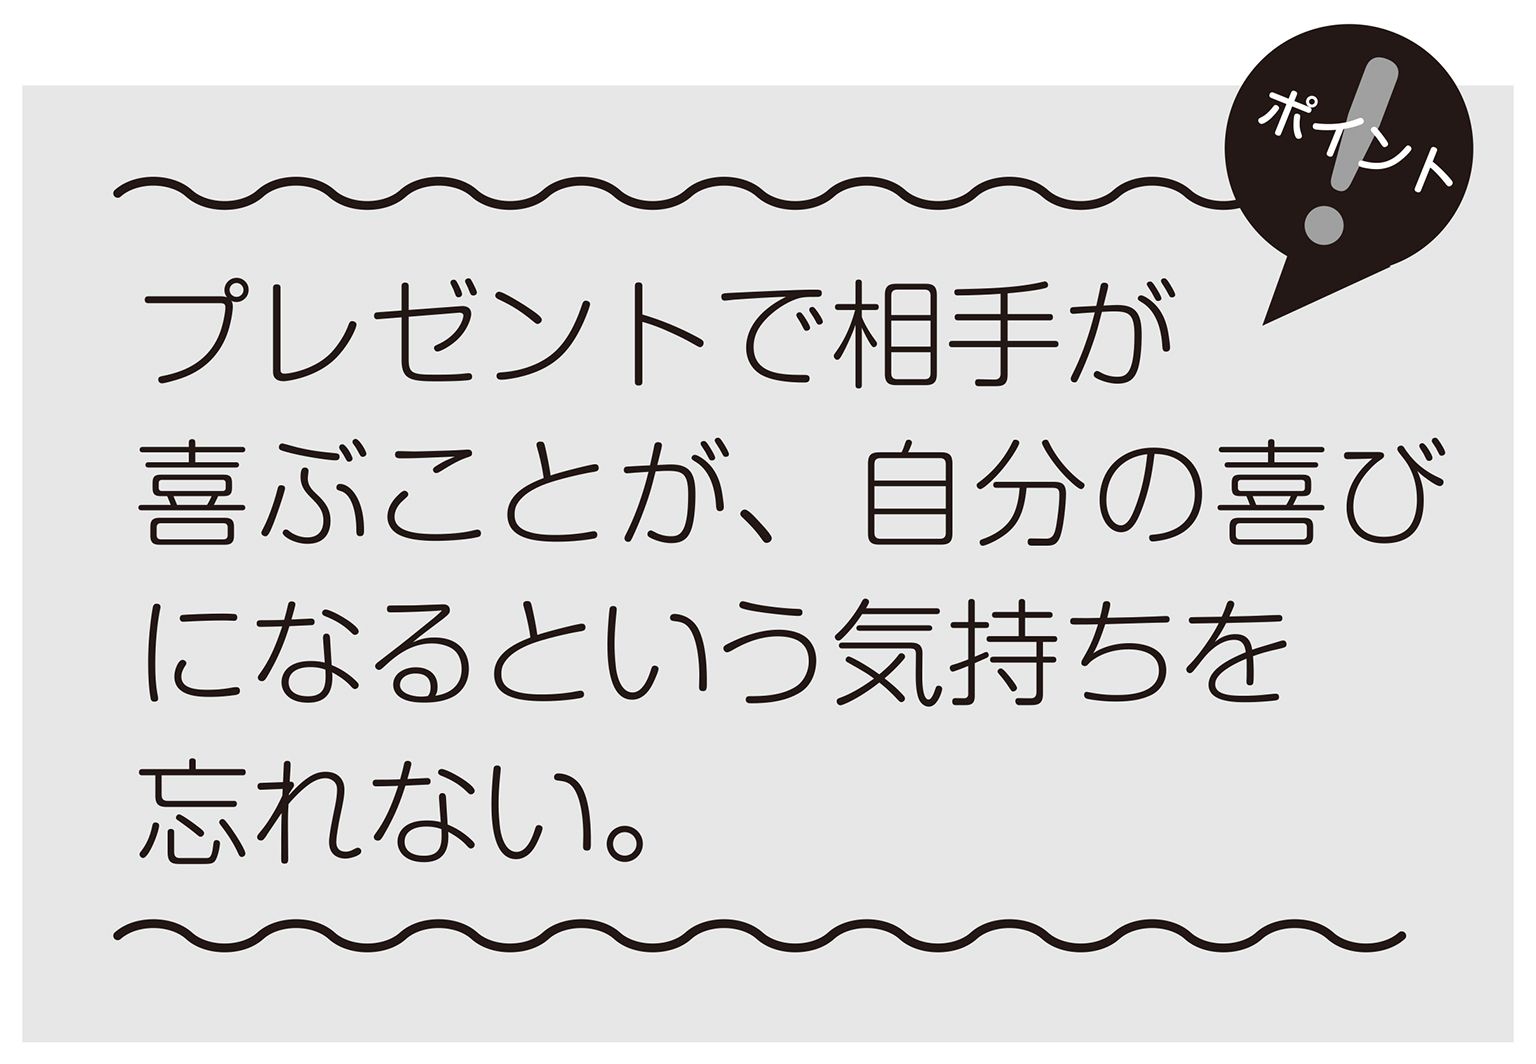 ポイント
プレゼントで相手が
喜ぶことが、自分の喜び
になるという気持ちを
忘れない。